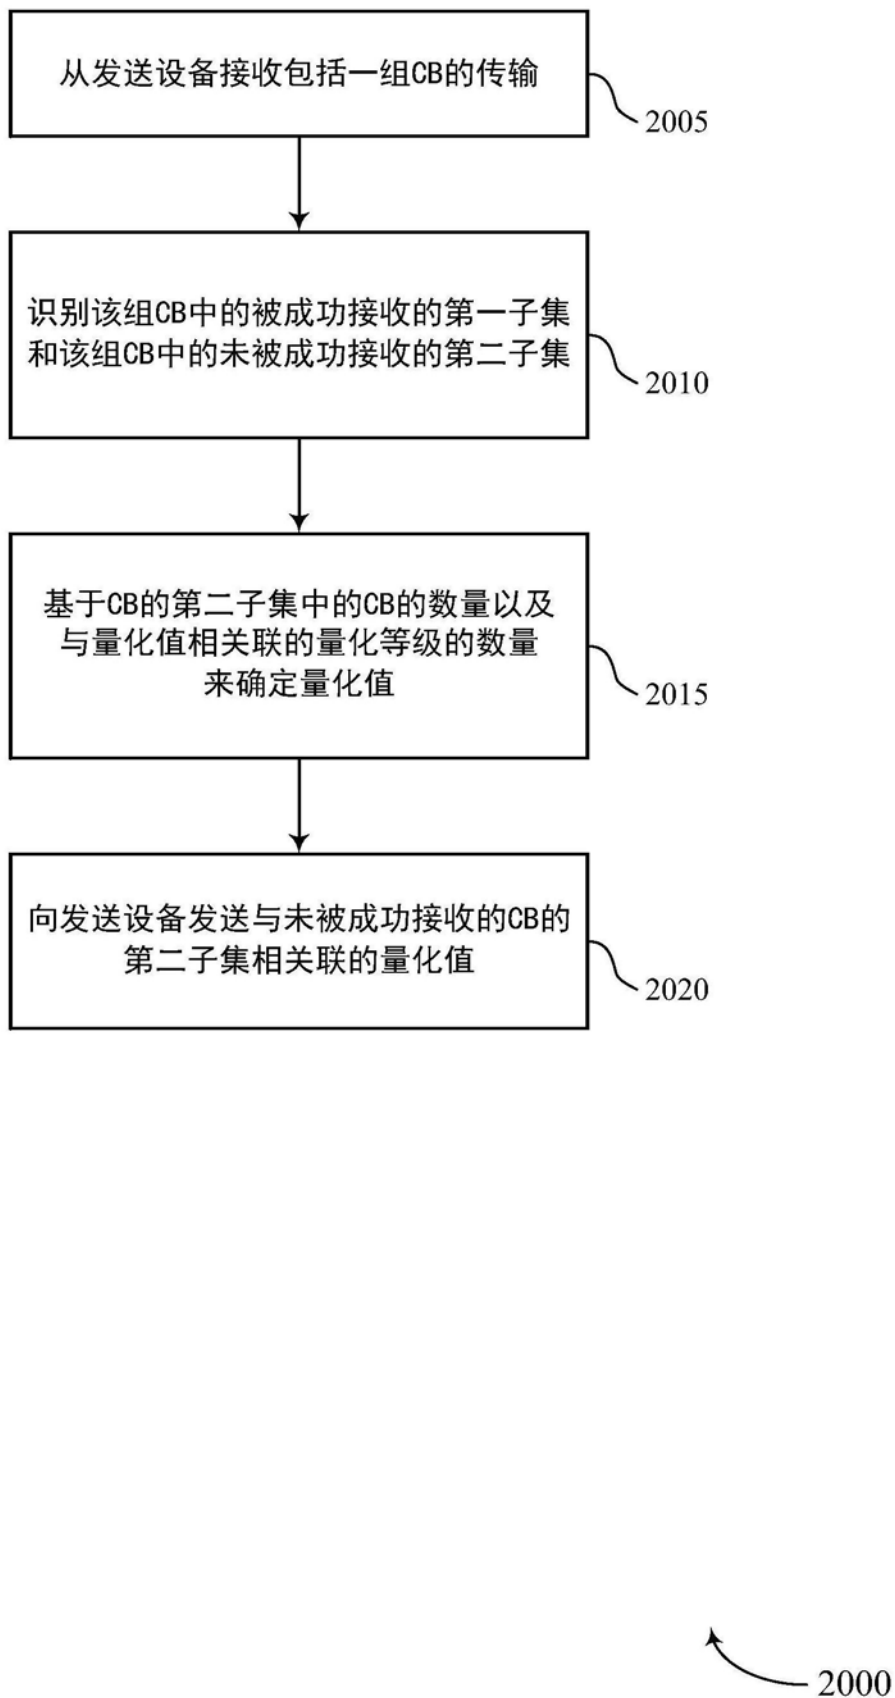 从发送设备接收包括一组CB的传输
2005
识别该组CB中的被成功接收的第一子集
和该组CB中的未被成功接收的第二子集
2010
基于CB的第二子集中的CB的数量以及
与量化值相关联的量化等级的数量
来确定量化值
2015
向发送设备发送与未被成功接收的CB的
第二子集相关联的量化值
2020
2000